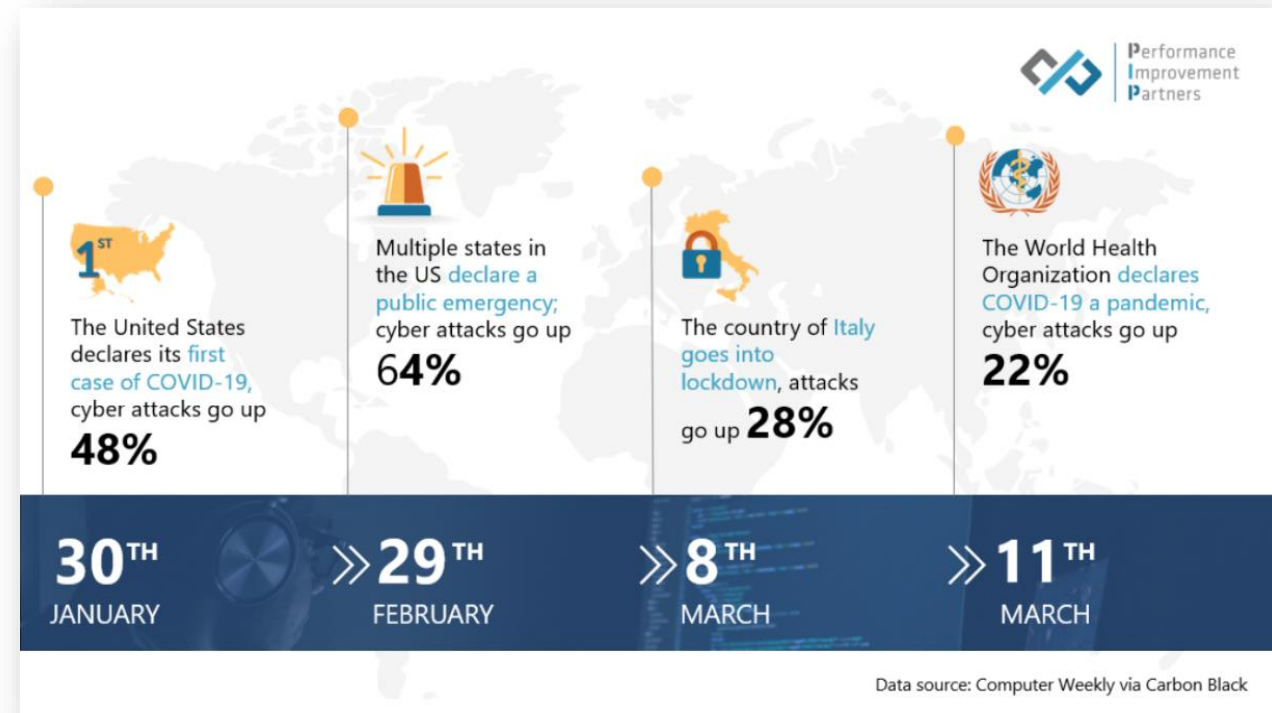 Performance
Improvement
Partners
1ST
The United States
declares its first
case of COVID-19,
cyber attacks go up
48%
Multiple states in
the US declare a
public emergency;
cyber attacks go up
64%
The country of Italy
goes into
lockdown, attacks
go up 28%
The World Health
Organization declares
COVID-19 a pandemic,
cyber attacks go up
22%
30TH
JANUARY
29TH
FEBRUARY
8TH
MARCH
11TH
MARCH
Data source: Computer Weekly via Carbon Black